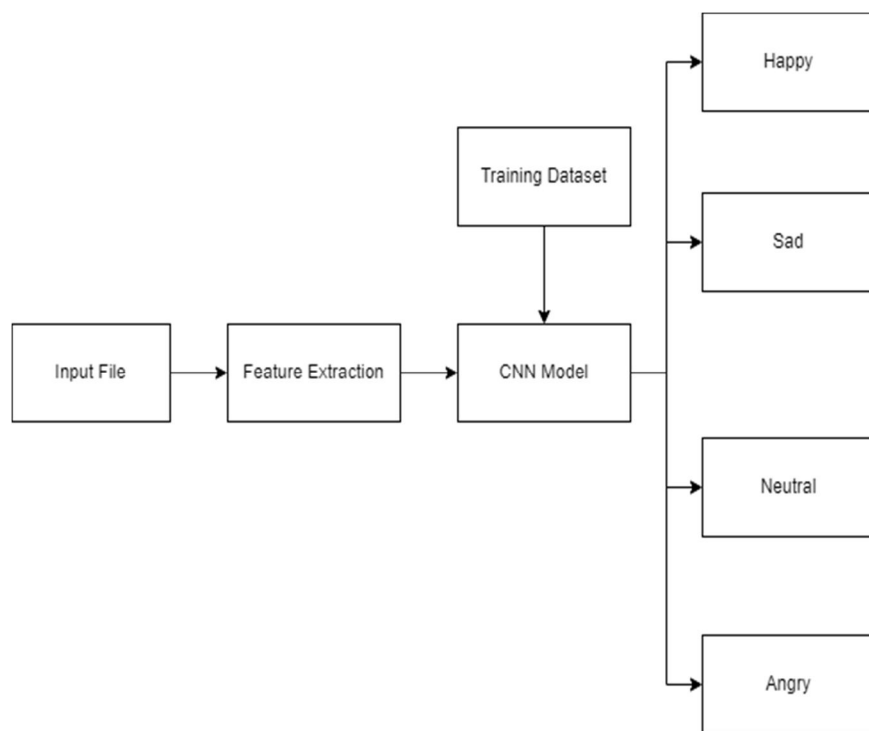 Happy
Training Dataset
Sad
Input File
Feature Extraction
CNN Model
Neutral
Angry